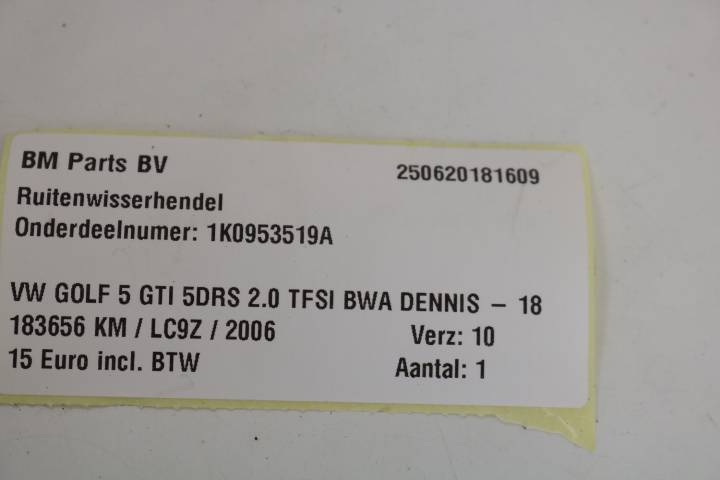 BM Parts BV 250620181609
Ruitenwisserhendel
Onderdeelnumer: 1K0953519A
VW GOLF 5 GTI 5DRS 2.0 TFSI BWA DENNIS – 18
183656 KM / LC9Z / 2006 Verz: 10
15 Euro incl. BTW Aantal: 1